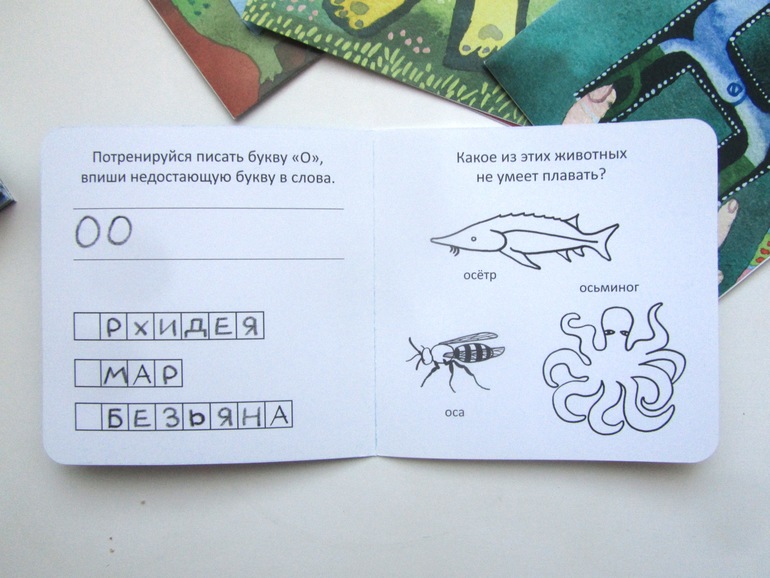 Потренируйся писать букву «О»,
впиши недостающую букву в слова.
ОО
РХИДЕЯ
МАР
БЕЗЬЯНА
Какое из этих животных
не умеет плавать?
осётр
осьминог
оса